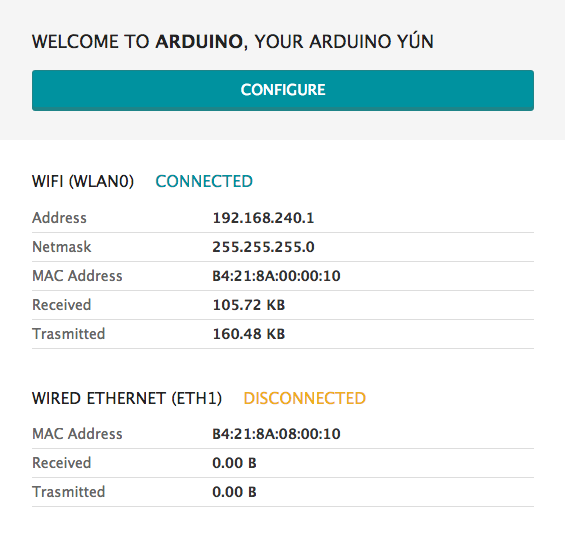 WELCOME TO ARDUINO, YOUR ARDUINO YÚN
CONFIGURE
WIFI (WLAN0) CONNECTED
Address 192.168.240.1
Netmask 255.255.255.0
MAC Address B4:21:8A:00:00:10
Received 105.72 KB
Trasmitted 160.48 KB
WIRED ETHERNET (ETH1) DISCONNECTED
MAC Address B4:21:8A:08:00:10
Received 0.00 B
Trasmitted 0.00 B